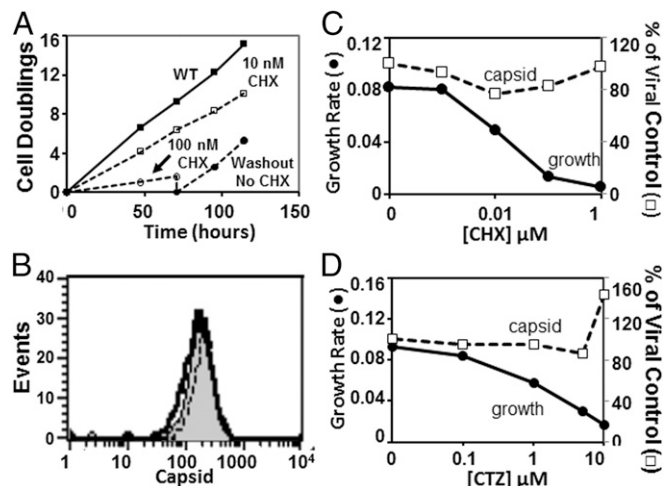 A
Cell Doublings
16
12
8
4
0
WT
10 nM
CHX
100 nM
CHX
Washout
No CHX
0
50
100
150
Time (hours)
B
Events
40
30
20
10
0
1
10
100
1000
10⁴
Capsid
C
Growth Rate (●)
0.12
0.08
0.04
0
capsid
growth
120
80
40
0
% of Viral Control (□)
0
0.01
1
[CHX] µM
D
Growth Rate (●)
0.16
0.12
0.08
0.04
0
capsid
growth
160
120
80
40
0
% of Viral Control (□)
0
0.1
1
10
[CTZ] µM